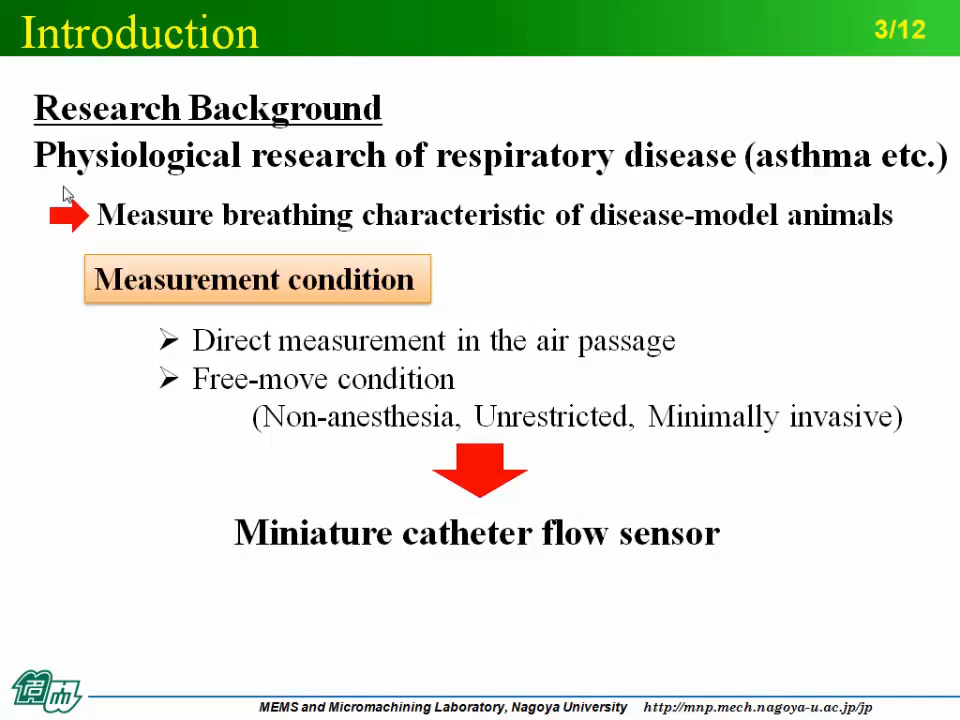 Introduction
3/12
Research Background
Physiological research of respiratory disease (asthma etc.)
Measure breathing characteristic of disease-model animals
Measurement condition
Direct measurement in the air passage
Free-move condition
(Non-anesthesia, Unrestricted, Minimally invasive)
Miniature catheter flow sensor
MEMS and Micromachining Laboratory, Nagoya University http://mnp.mech.nagoya-u.ac.jp/jp